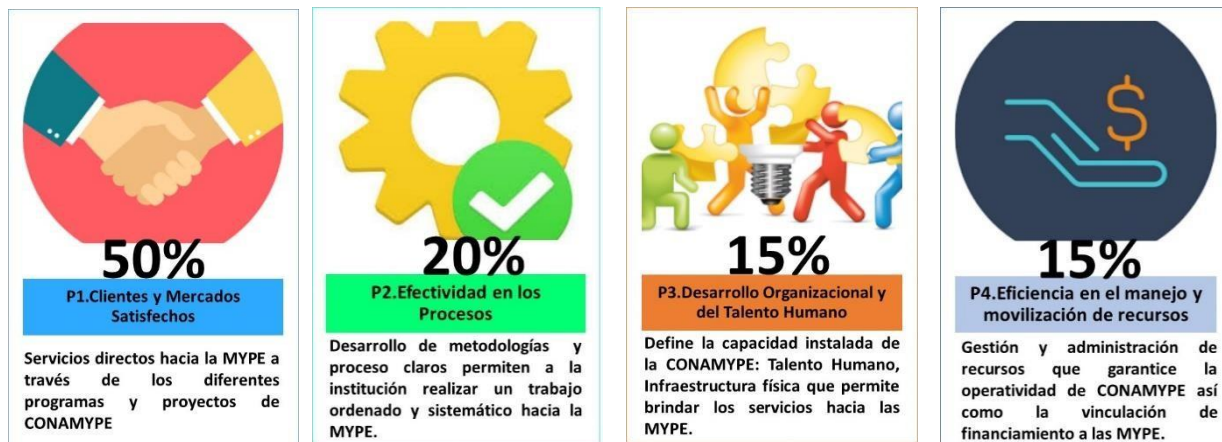 50%
P1.Clientes y Mercados
Satisfechos
Servicios directos hacia la MYPE a
través de los diferentes
programas y proyectos de
CONAMYPE
20%
P2.Efectividad en los
Procesos
Desarrollo de metodologías y
proceso claros permiten a la
institución realizar un trabajo
ordenado y sistemático hacia la
MYPE.
15%
P3.Desarrollo Organizacional y
del Talento Humano
Define la capacidad instalada de
la CONAMYPE: Talento Humano,
Infraestructura física que permite
brindar los servicios hacia las
MYPE.
$
15%
P4.Eficiencia en el manejo y
movilización de recursos
Gestión y administración de
recursos que garantice la
operatividad de CONAMYPE así
como la vinculación de
financiamiento a las MYPE.